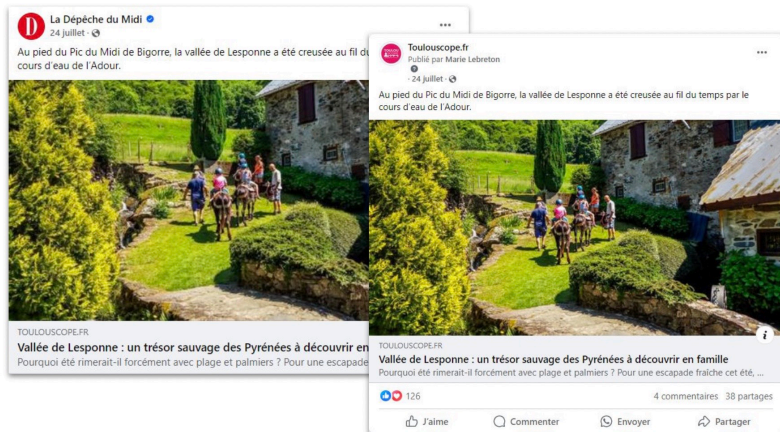 La Dépêche du Midi
24 juillet ·
Au pied du Pic du Midi de Bigorre, la vallée de Lesponne a été creusée au fil du
cours d'eau de l'Adour.
TOULOUSCOPE.FR
Vallée de Lesponne : un trésor sauvage des Pyrénées à découvrir en
Pourquoi été rimerait-il forcément avec plage et palmiers ? Pour une escapade
Toulouscope.fr
Publié par Marie Lebreton
· 24 juillet ·
Au pied du Pic du Midi de Bigorre, la vallée de Lesponne a été creusée au fil du temps par le
cours d'eau de l'Adour.
TOULOUSCOPE.FR
Vallée de Lesponne : un trésor sauvage des Pyrénées à découvrir en famille
Pourquoi été rimerait-il forcément avec plage et palmiers ? Pour une escapade fraîche cet été, ...
126
4 commentaires 38 partages
J'aime Commenter Envoyer Partager